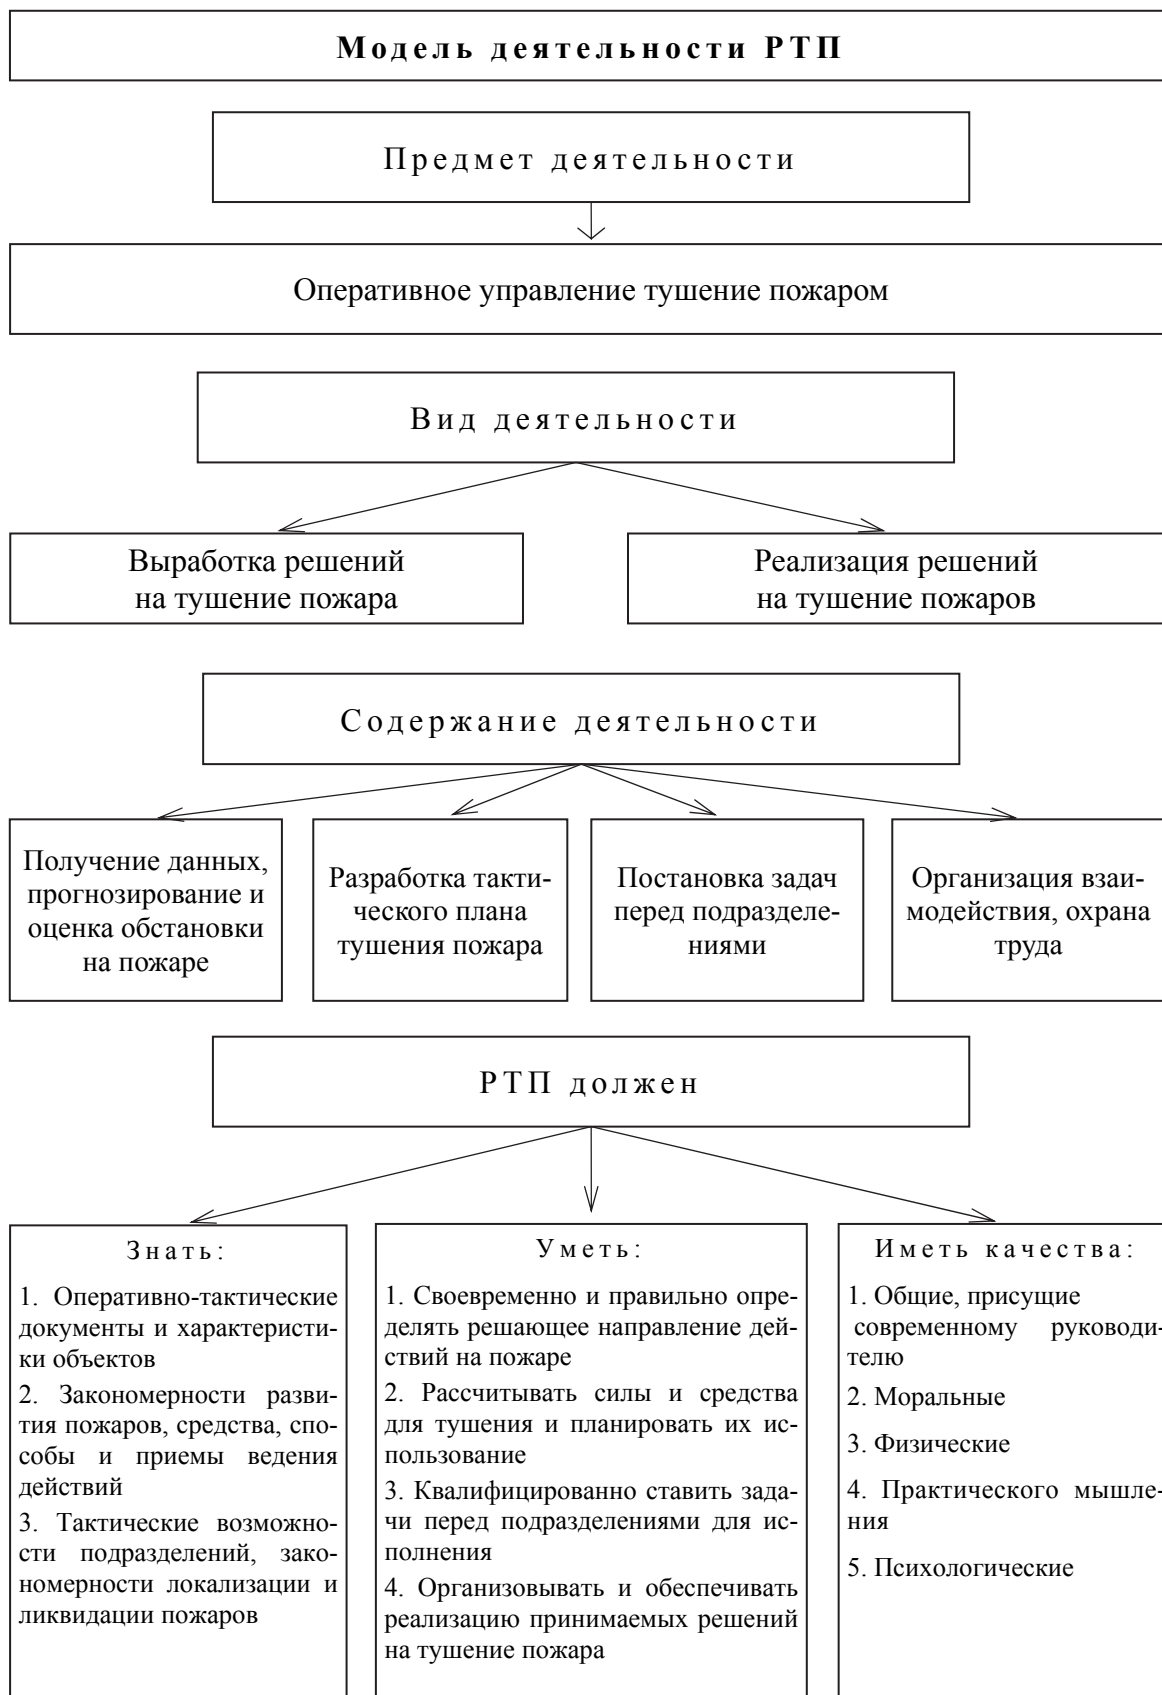 Модель деятельности РТП
Предмет деятельности
Оперативное управление тушение пожаром
Вид деятельности
Выработка решений
на тушение пожара
Реализация решений
на тушение пожаров
Содержание деятельности
Получение данных,
прогнозирование и
оценка обстановки
на пожаре
Разработка такти-
ческого плана
тушения пожара
Постановка задач
перед подразделе-
ниями
Организация взаи-
модействия, охрана
труда
РТП должен
Знать:
1. Оперативно-тактические
документы и характеристи-
ки объектов
2. Закономерности разви-
тия пожаров, средства, спо-
собы и приемы ведения
действий
3. Тактические возможно-
сти подразделений, зако-
номерности локализации и
ликвидации пожаров
Уметь:
1. Своевременно и правильно опре-
делять решающее направление дей-
ствий на пожаре
2. Рассчитывать силы и средства
для тушения и планировать их ис-
пользование
3. Квалифицированно ставить зада-
чи перед подразделениями для ис-
полнения
4. Организовывать и обеспечивать
реализацию принимаемых решений
на тушение пожара
Иметь качества:
1. Общие, присущие
современному руководи-
телю
2. Моральные
3. Физические
4. Практического мышле-
ния
5. Психологические